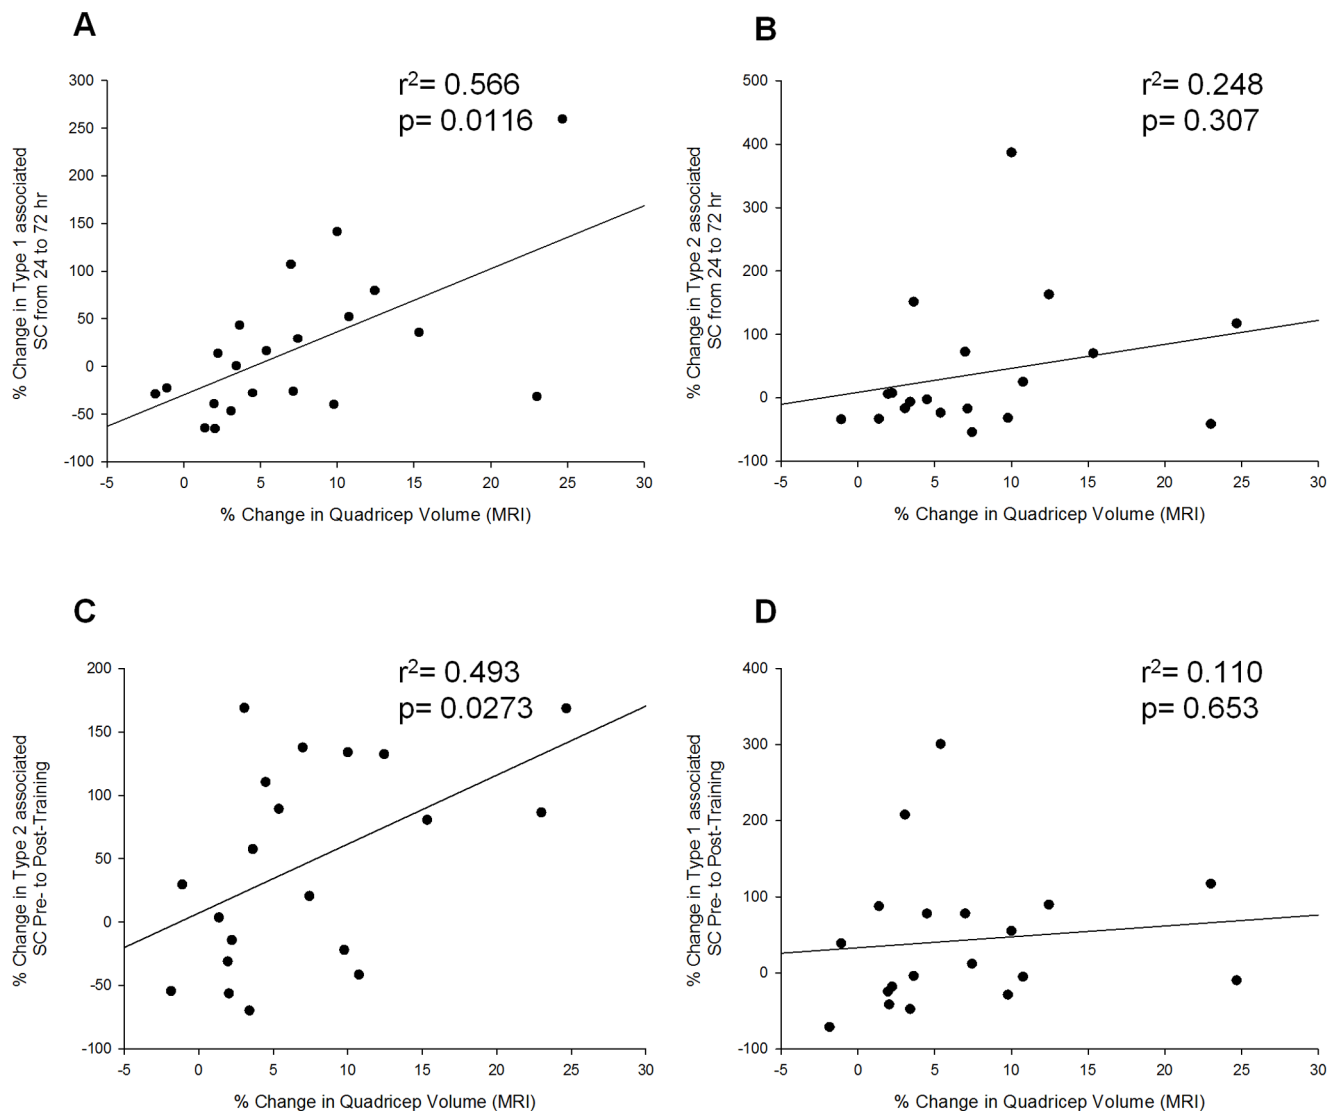 A
r²= 0.566
p= 0.0116
300
250
200
150
100
50
0
-50
-100
-5 0 5 10 15 20 25 30
% Change in Type 1 associated
SC from 24 to 72 hr
% Change in Quadricep Volume (MRI)
B
r²= 0.248
p= 0.307
500
400
300
200
100
0
-100
-5 0 5 10 15 20 25 30
% Change in Type 2 associated
SC from 24 to 72 hr
% Change in Quadricep Volume (MRI)
C
r²= 0.493
p= 0.0273
200
150
100
50
0
-50
-100
-5 0 5 10 15 20 25 30
% Change in Type 2 associated
SC Pre- to Post-Training
% Change in Quadricep Volume (MRI)
D
r²= 0.110
p= 0.653
400
300
200
100
0
-100
-5 0 5 10 15 20 25 30
% Change in Type 1 associated
SC Pre- to Post-Training
% Change in Quadricep Volume (MRI)